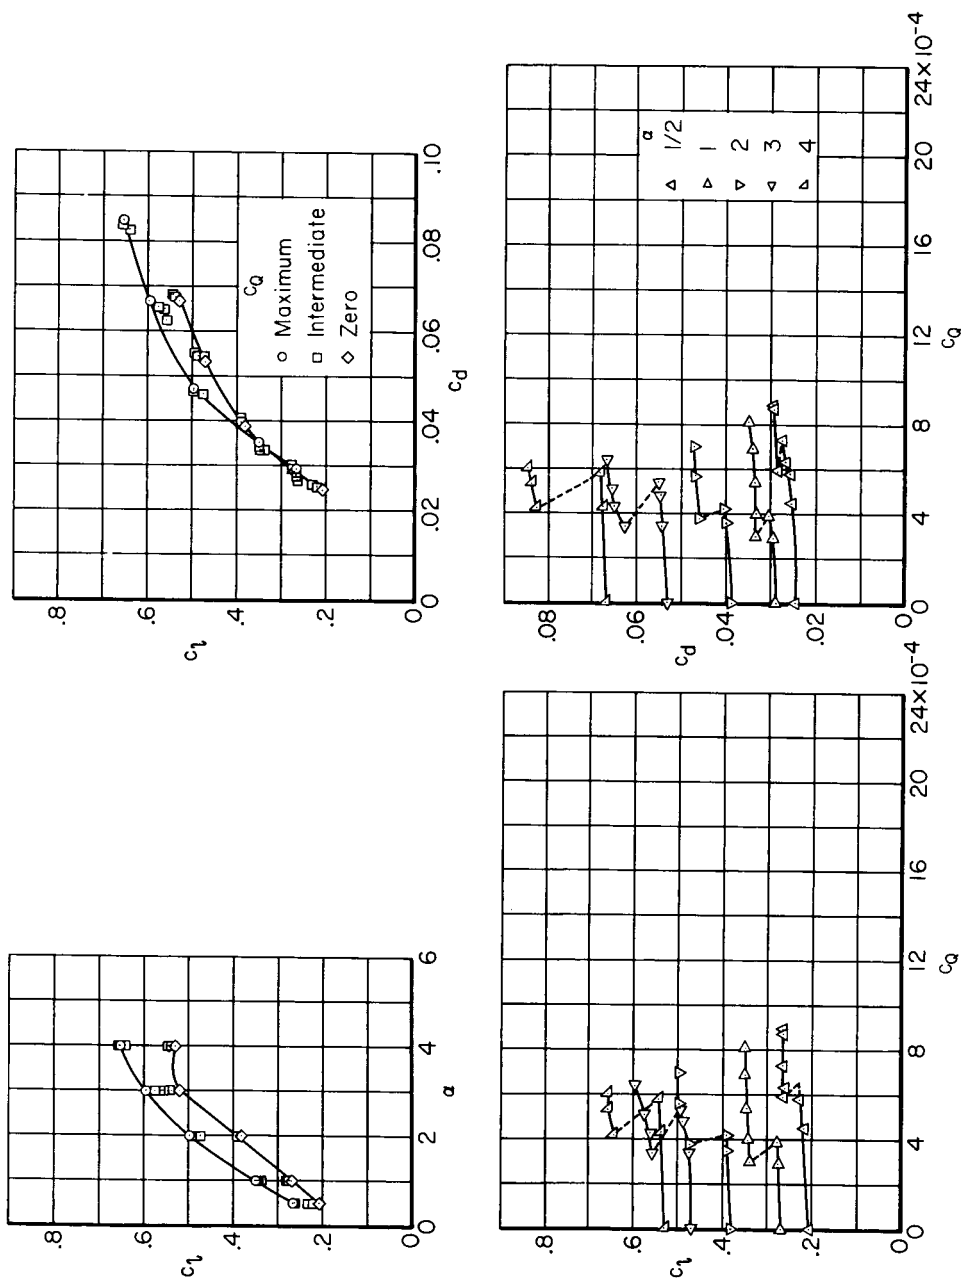 .8
.6
.4
.2
0
c_l
0 2 4 6
α
.8
.6
.4
.2
0
c_l
c_Q
Maximum
Intermediate
Zero
0 .02 .04 .06 .08 .10
c_d
.8
.6
.4
.2
0
c_l
0 4 8 12 16 20 24×10⁻⁴
c_Q
.08
.06
.04
.02
0
c_d
α
1/2
1
2
3
4
0 4 8 12 16 20 24×10⁻⁴
c_Q